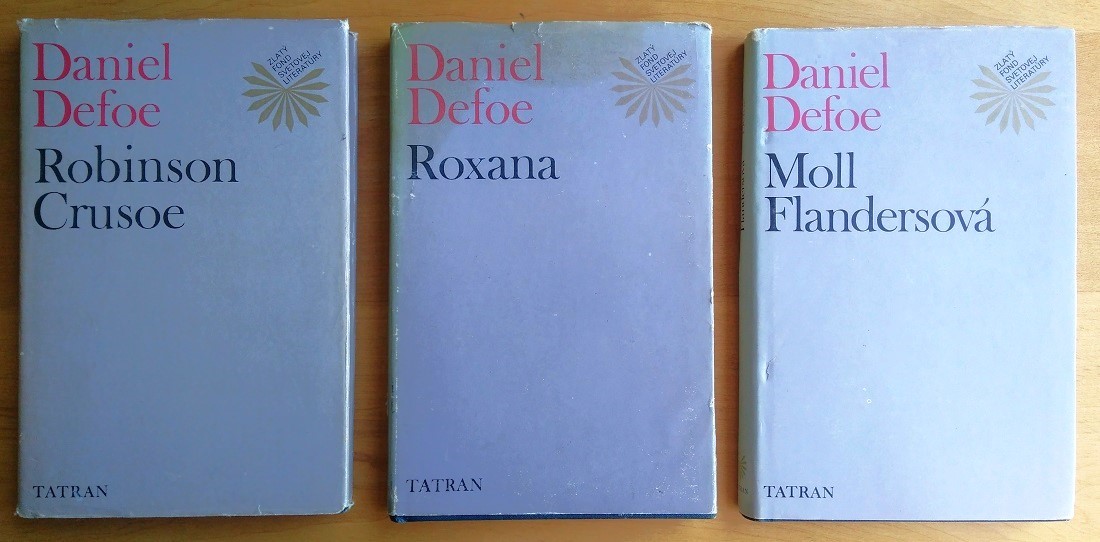 Daniel
Defoe
ZLATÝ
FOND
SVETOVEJ
LITERATÚRY
Robinson
Crusoe
TATRAN
Daniel
Defoe
ZLATÝ
FOND
SVETOVEJ
LITERATÚRY
Roxana
TATRAN
Daniel
Defoe
ZLATÝ
FOND
SVETOVEJ
LITERATÚRY
Moll
Flandersová
TATRAN